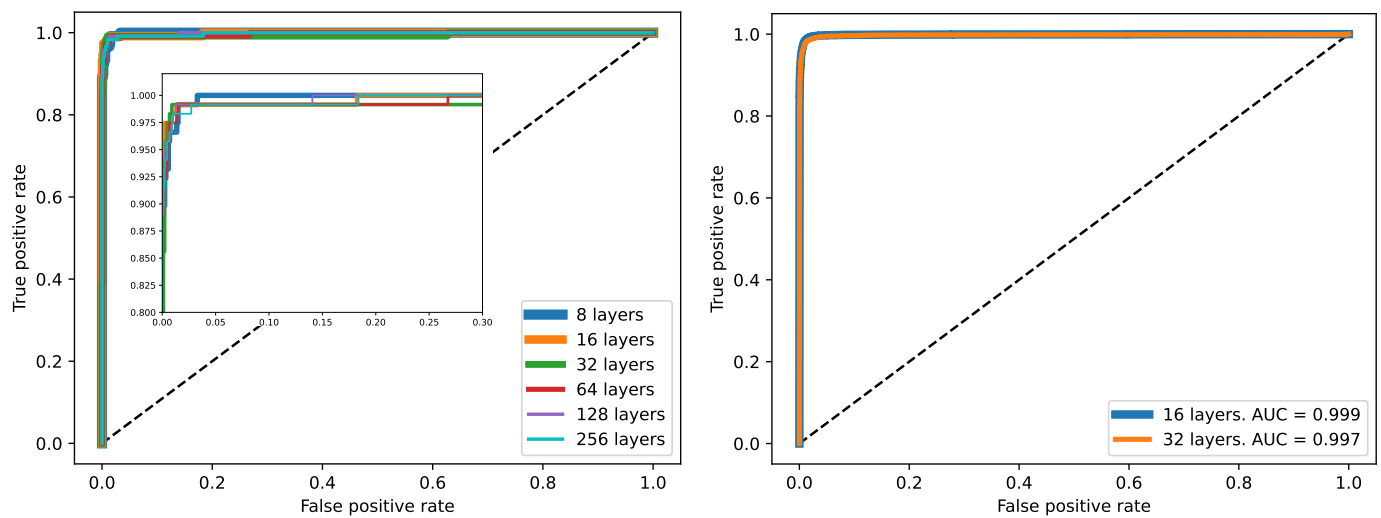 1.0
0.8
0.6
0.4
0.2
0.0
True positive rate
1.000
0.975
0.950
0.925
0.900
0.875
0.850
0.825
0.800
0.00 0.05 0.10 0.15 0.20 0.25 0.30
8 layers
16 layers
32 layers
64 layers
128 layers
256 layers
0.0 0.2 0.4 0.6 0.8 1.0
False positive rate
1.0
0.8
0.6
0.4
0.2
0.0
True positive rate
16 layers. AUC = 0.999
32 layers. AUC = 0.997
0.0 0.2 0.4 0.6 0.8 1.0
False positive rate